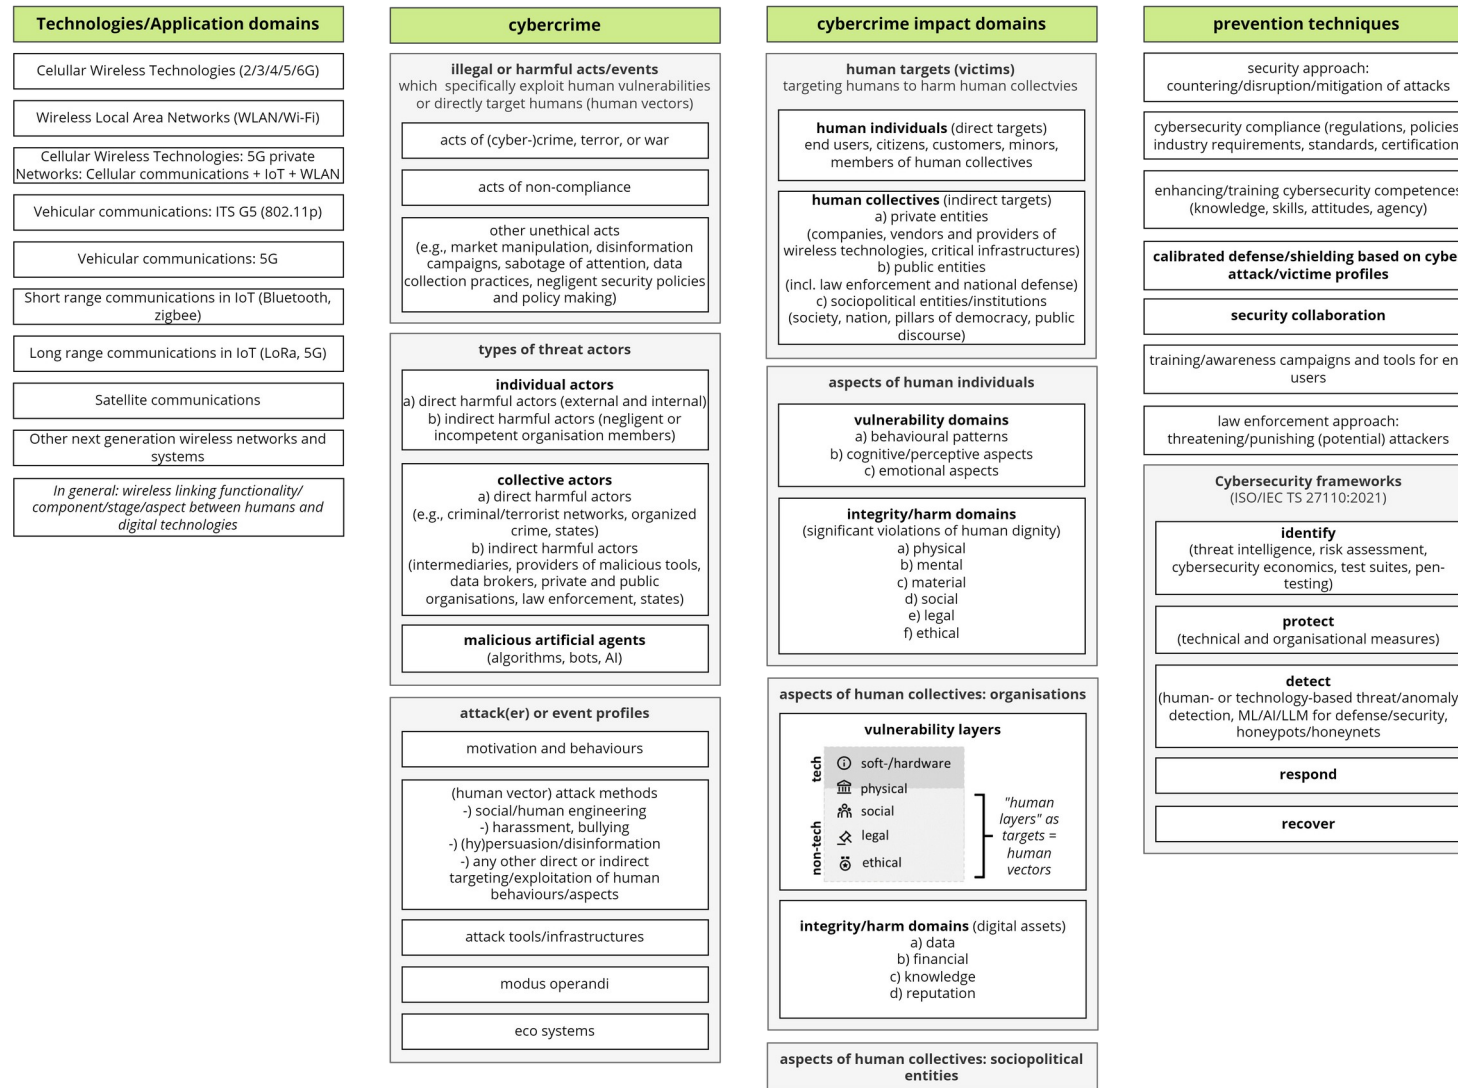 Technologies/Application domains
Celullar Wireless Technologies (2/3/4/5/6G)
Wireless Local Area Networks (WLAN/Wi-Fi)
Cellular Wireless Technologies: 5G private
Networks: Cellular communications + IoT + WLAN
Vehicular communications: ITS G5 (802.11p)
Vehicular communications: 5G
Short range communications in IoT (Bluetooth,
zigbee)
Long range communications in IoT (LoRa, 5G)
Satellite communications
Other next generation wireless networks and
systems
In general: wireless linking functionality/
component/stage/aspect between humans and
digital technologies
cybercrime
illegal or harmful acts/events
which specifically exploit human vulnerabilities
or directly target humans (human vectors)
acts of (cyber-)crime, terror, or war
acts of non-compliance
other unethical acts
(e.g., market manipulation, disinformation
campaigns, sabotage of attention, data
collection practices, negligent security policies
and policy making)
types of threat actors
individual actors
a) direct harmful actors (external and internal)
b) indirect harmful actors (negligent or
incompetent organisation members)
collective actors
a) direct harmful actors
(e.g., criminal/terrorist networks, organized
crime, states)
b) indirect harmful actors
(intermediaries, providers of malicious tools,
data brokers, private and public
organisations, law enforcement, states)
malicious artificial agents
(algorithms, bots, AI)
attack(er) or event profiles
motivation and behaviours
(human vector) attack methods
-) social/human engineering
-) harassment, bullying
-) (hy)persuasion/disinformation
-) any other direct or indirect
targeting/exploitation of human
behaviours/aspects
attack tools/infrastructures
modus operandi
eco systems
cybercrime impact domains
human targets (victims)
targeting humans to harm human collectvies
human individuals (direct targets)
end users, citizens, customers, minors,
members of human collectives
human collectives (indirect targets)
a) private entities
(companies, vendors and providers of
wireless technologies, critical infrastructures)
b) public entities
(incl. law enforcement and national defense)
c) sociopolitical entities/institutions
(society, nation, pillars of democracy, public
discourse)
aspects of human individuals
vulnerability domains
a) behavioural patterns
b) cognitive/perceptive aspects
c) emotional aspects
integrity/harm domains
(significant violations of human dignity)
a) physical
b) mental
c) material
d) social
e) legal
f) ethical
aspects of human collectives: organisations
vulnerability layers
tech
soft-/hardware
physical
non-tech
social
legal
ethical
"human
layers" as
targets =
human
vectors
integrity/harm domains (digital assets)
a) data
b) financial
c) knowledge
d) reputation
aspects of human collectives: sociopolitical
entities
prevention techniques
security approach:
countering/disruption/mitigation of attacks
cybersecurity compliance (regulations, policies
industry requirements, standards, certification
enhancing/training cybersecurity competences
(knowledge, skills, attitudes, agency)
calibrated defense/shielding based on cybe
attack/victime profiles
security collaboration
training/awareness campaigns and tools for en
users
law enforcement approach:
threatening/punishing (potential) attackers
Cybersecurity frameworks
(ISO/IEC TS 27110:2021)
identify
(threat intelligence, risk assessment,
cybersecurity economics, test suites, pen-
testing)
protect
(technical and organisational measures)
detect
(human- or technology-based threat/anomaly
detection, ML/AI/LLM for defense/security,
honeypots/honeynets
respond
recover